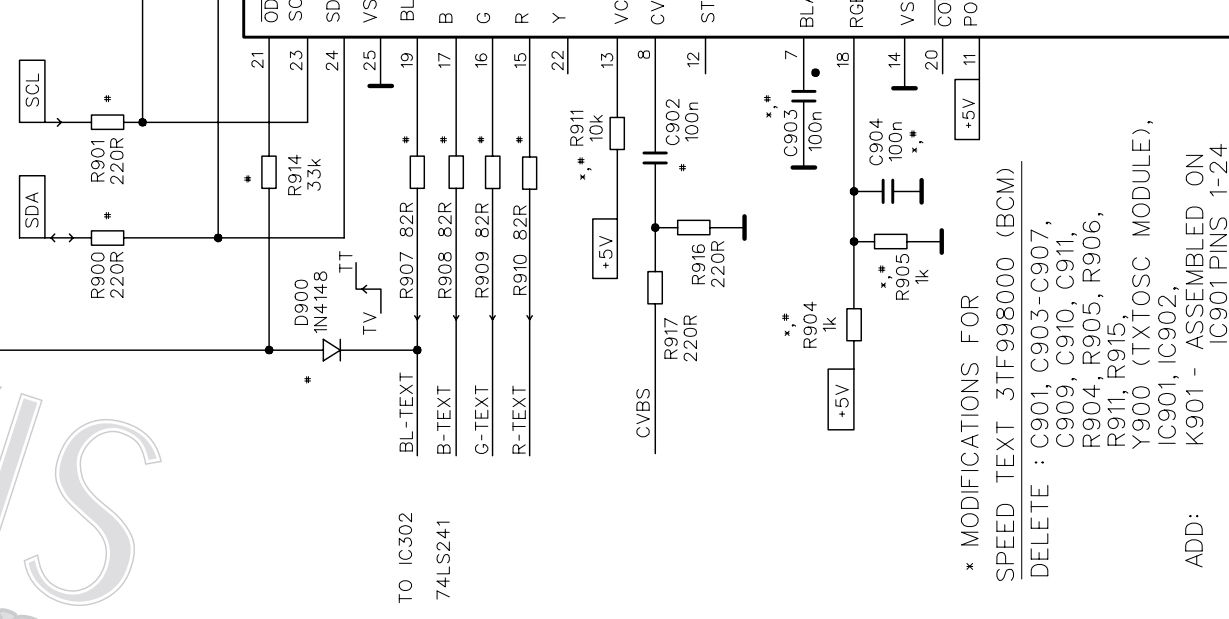 OD
SD
VS
BL
B
G
R
Y
VC
CV
ST
BLA
RGB
VS
CO
PO
21
23
24
25
19
17
16
15
22
13
8
12
7
18
14
20
11
SCL
#
R901
220R
SDA
#
R900
220R
*
R914
33k
D900
1N4148
#
TT
TV
*
R907 82R
*
R908 82R
#
R909 82R
*
R910 82R
BL-TEXT
B-TEXT
G-TEXT
R-TEXT
TO IC302
74LS241
*,#
R911
10k
+5V
C902
100n
#
R916
220R
R917
220R
CVBS
*,#
C903
100n
C904
100n
*,#
*,#
R905
1k
*,#
R904
1k
+5V
+5V
* MODIFICATIONS FOR
SPEED TEXT 3TF998000 (BCM)
DELETE : C901, C903-C907,
C909, C910, C911,
R904, R905, R906,
R911, R915,
Y900 (TXTOSC MODULE),
IC901, IC902,
ADD: K901 - ASSEMBLED ON
IC901 PINS 1-24
VS